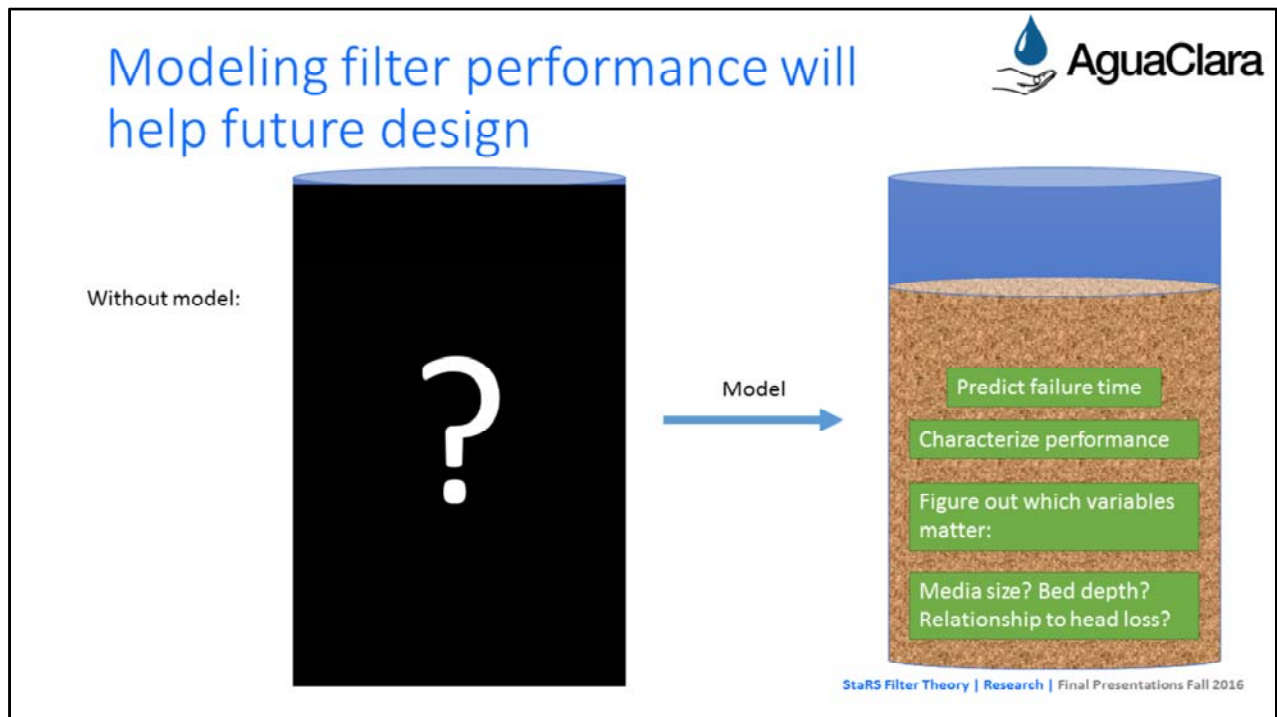 Modeling filter performance will
help future design
AguaClara
Without model:
?
Model
Predict failure time
Characterize performance
Figure out which variables
matter:
Media size? Bed depth?
Relationship to head loss?
StaRS Filter Theory | Research | Final Presentations Fall 2016